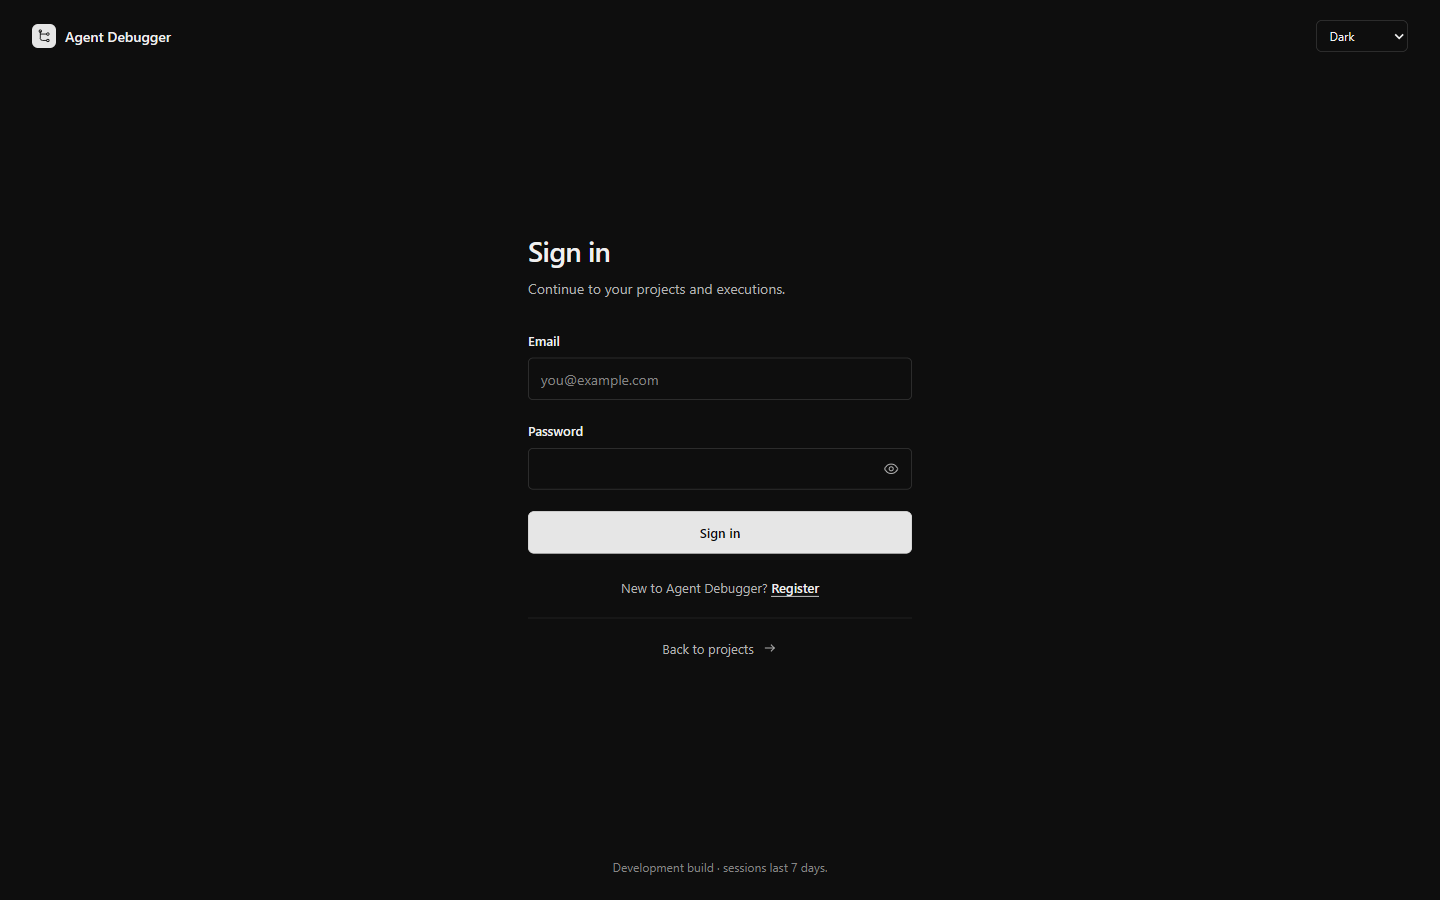 Agent Debugger
Dark
Sign in
Continue to your projects and executions.
Email
you@example.com
Password
Sign in
New to Agent Debugger? Register
Back to projects →
Development build · sessions last 7 days.